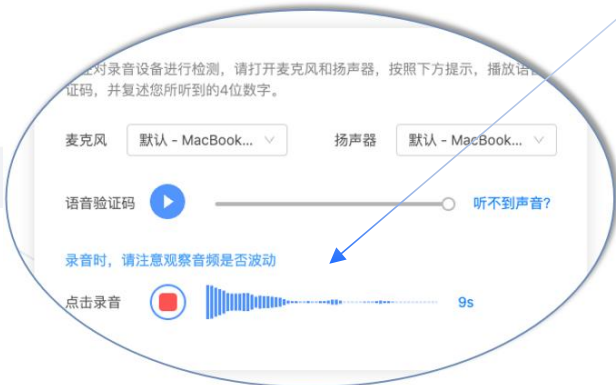 对录音设备进行检测，请打开麦克风和扬声器，按照下方提示，播放语
证码，并复述您所听到的4位数字。
麦克风 默认 - MacBook... 扬声器 默认 - MacBook...
语音验证码 听不到声音?
录音时，请注意观察音频是否波动
点击录音 9s